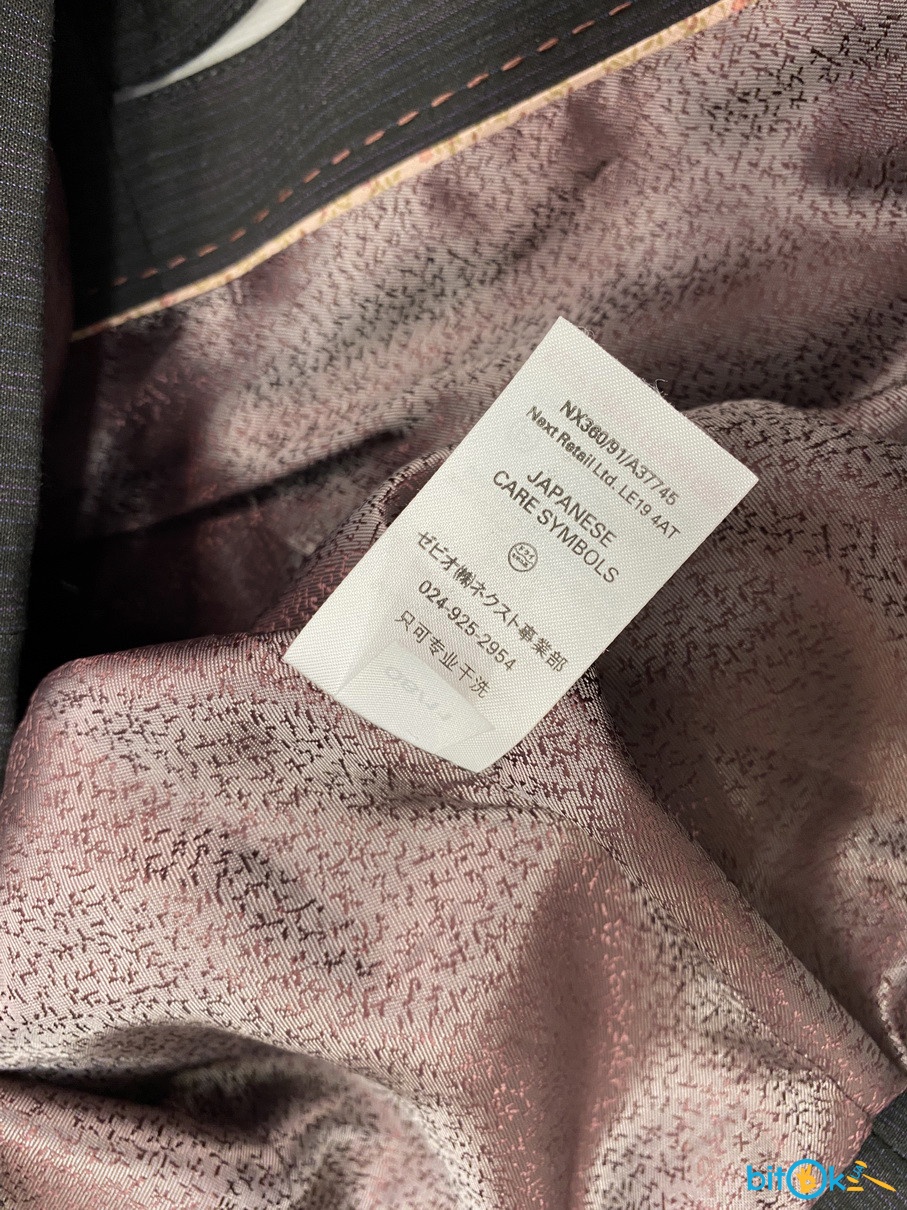 NX360/91/A37745
Next Retail Ltd. LE19 4AT
JAPANESE
CARE SYMBOLS
ゼビオ㈱ネクスト事業部
024-925-2954
只可专业干洗
bitOk